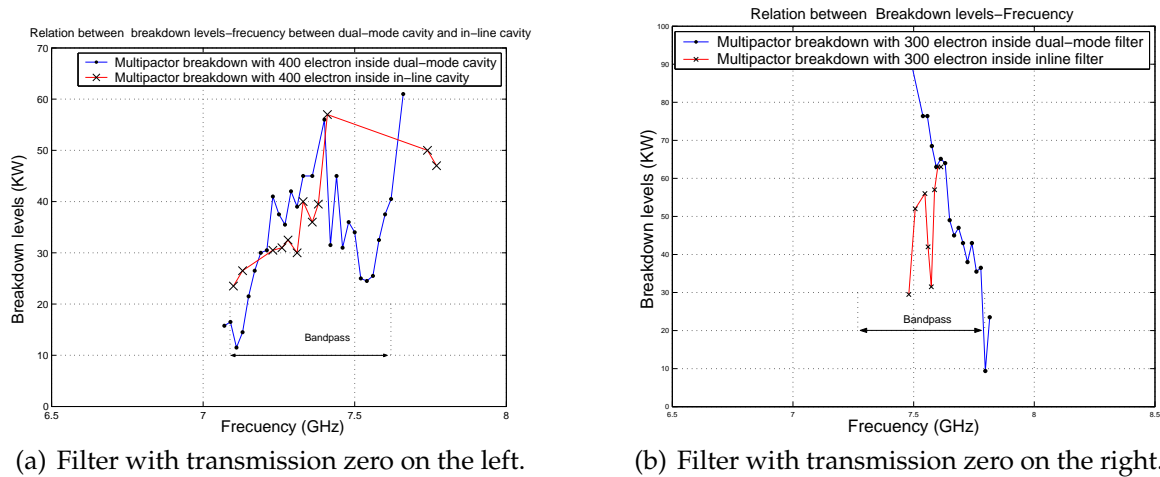 Relation between breakdown levels-frecuency between dual-mode cavity and in-line cavity
70
60
50
40
30
20
10
0
6.5
7
7.5
8
Breakdown levels (KW)
Frecuency (GHz)
Multipactor breakdown with 400 electron inside dual-mode cavity
Multipactor breakdown with 400 electron inside in-line cavity
Bandpass
(a) Filter with transmission zero on the left.
Relation between Breakdown levels-Frecuency
100
90
80
70
60
50
40
30
20
10
0
6.5
7
7.5
8
8.5
Breakdown levels (KW)
Frecuency (GHz)
Multipactor breakdown with 300 electron inside dual-mode filter
Multipactor breakdown with 300 electron inside inline filter
Bandpass
(b) Filter with transmission zero on the right.